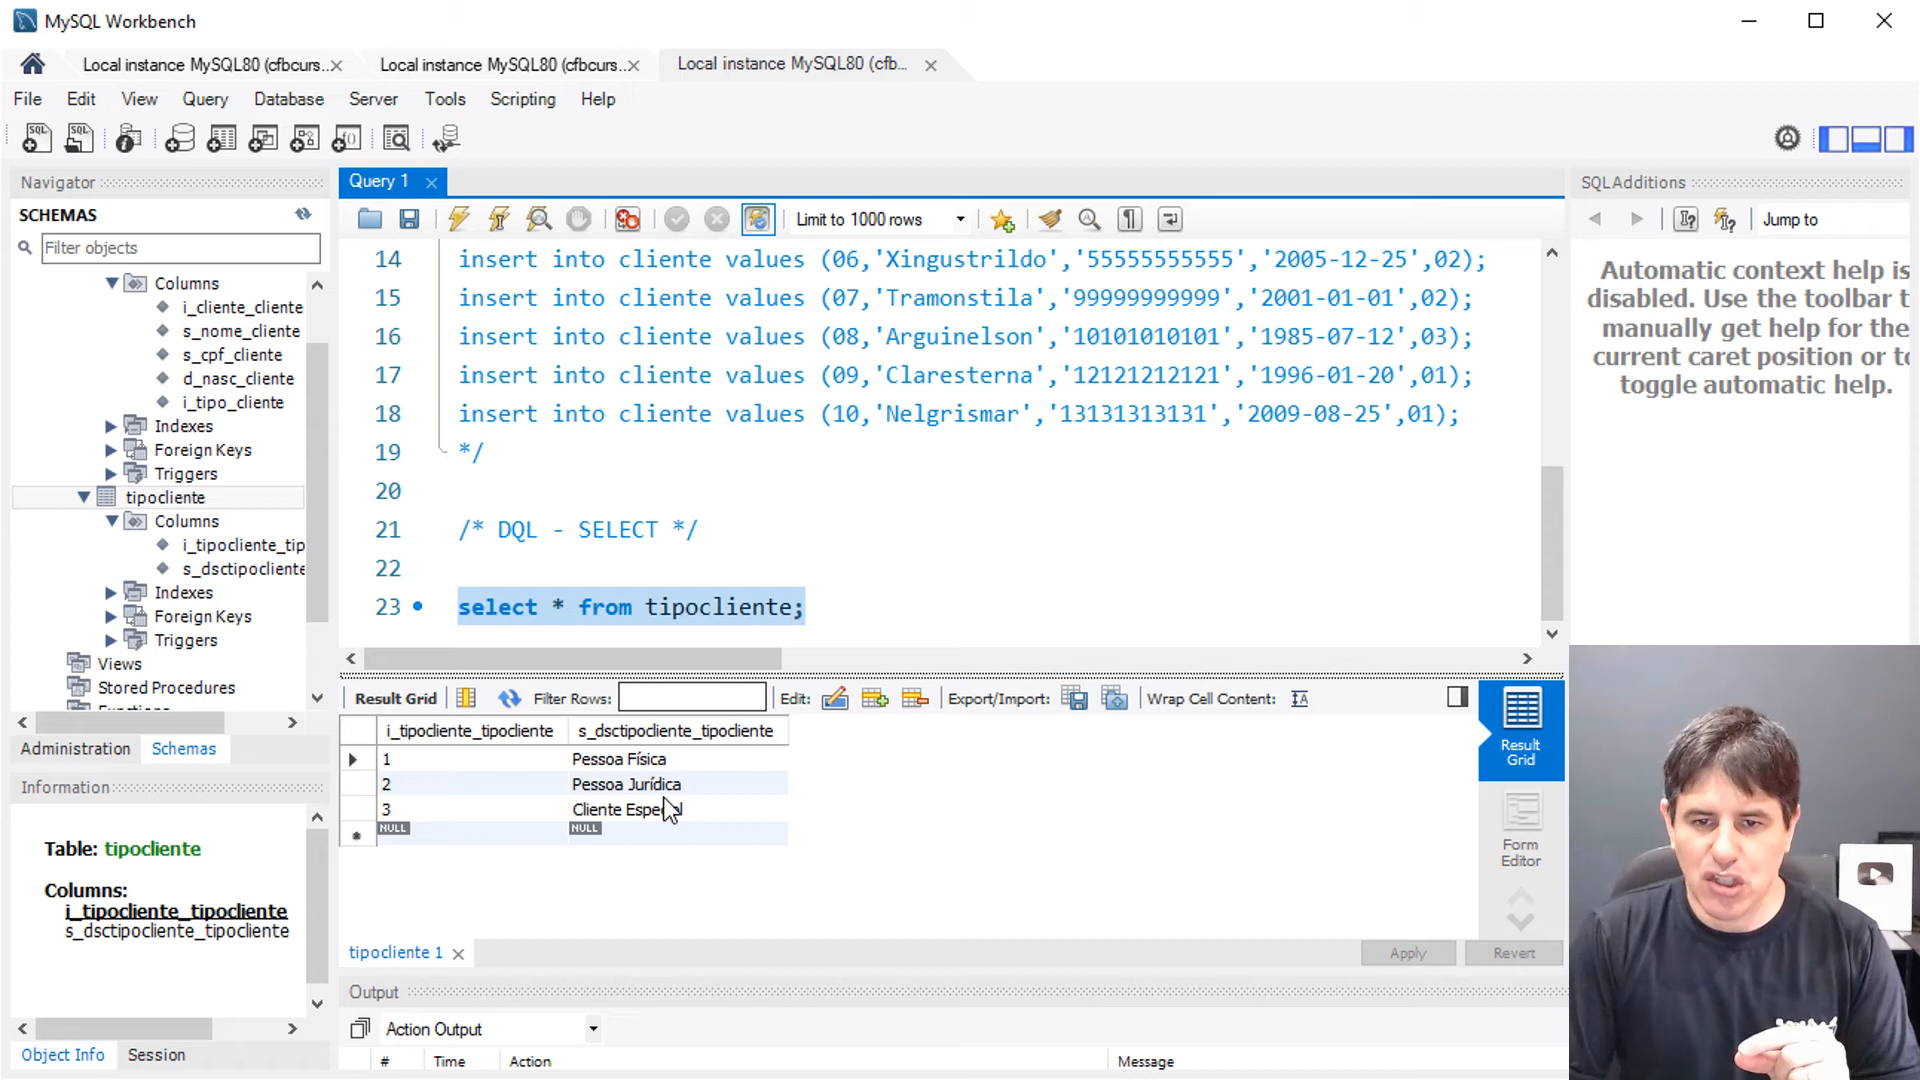 MySQL Workbench
Local instance MySQL80 (cfbcurs...
Local instance MySQL80 (cfbcurs...
Local instance MySQL80 (cfb...
File Edit View Query Database Server Tools Scripting Help
Navigator
SCHEMAS
Filter objects
Columns
i_cliente_cliente
s_nome_cliente
s_cpf_cliente
d_nasc_cliente
i_tipo_cliente
Indexes
Foreign Keys
Triggers
tipocliente
Columns
i_tipocliente_tip
s_dsctipocliente
Indexes
Foreign Keys
Triggers
Views
Stored Procedures
Administration Schemas
Information
Table: tipocliente
Columns:
i_tipocliente_tipocliente
s_dsctipocliente_tipocliente
Object Info Session
Query 1
Limit to 1000 rows
14 insert into cliente values (06,'Xingustrildo','55555555555','2005-12-25',02);
15 insert into cliente values (07,'Tramonstila','99999999999','2001-01-01',02);
16 insert into cliente values (08,'Arguinelson','10101010101','1985-07-12',03);
17 insert into cliente values (09,'Claresterna','12121212121','1996-01-20',01);
18 insert into cliente values (10,'Nelgrismar','13131313131','2009-08-25',01);
19 */
20
21 /* DQL - SELECT */
22
23 select * from tipocliente;
Result Grid Filter Rows: Edit: Export/Import: Wrap Cell Content:
i_tipocliente_tipocliente s_dsctipocliente_tipocliente
1 Pessoa Física
2 Pessoa Jurídica
3 Cliente Especial
NULL NULL
Result
Grid
Form
Editor
tipocliente 1
Apply Revert
Output
Action Output
# Time Action Message
SQLAdditions
Jump to
Automatic context help is
disabled. Use the toolbar t
manually get help for the
current caret position or to
toggle automatic help.